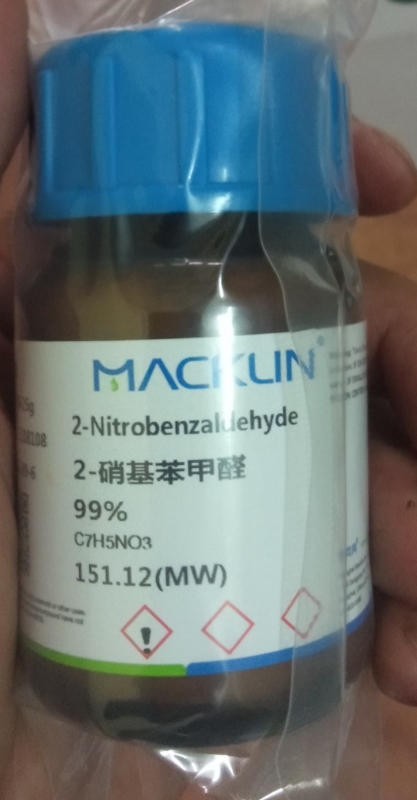 MACKLIN®
2-Nitrobenzaldehyde
2-硝基苯甲醛
99%
C7H5NO3
151.12(MW)